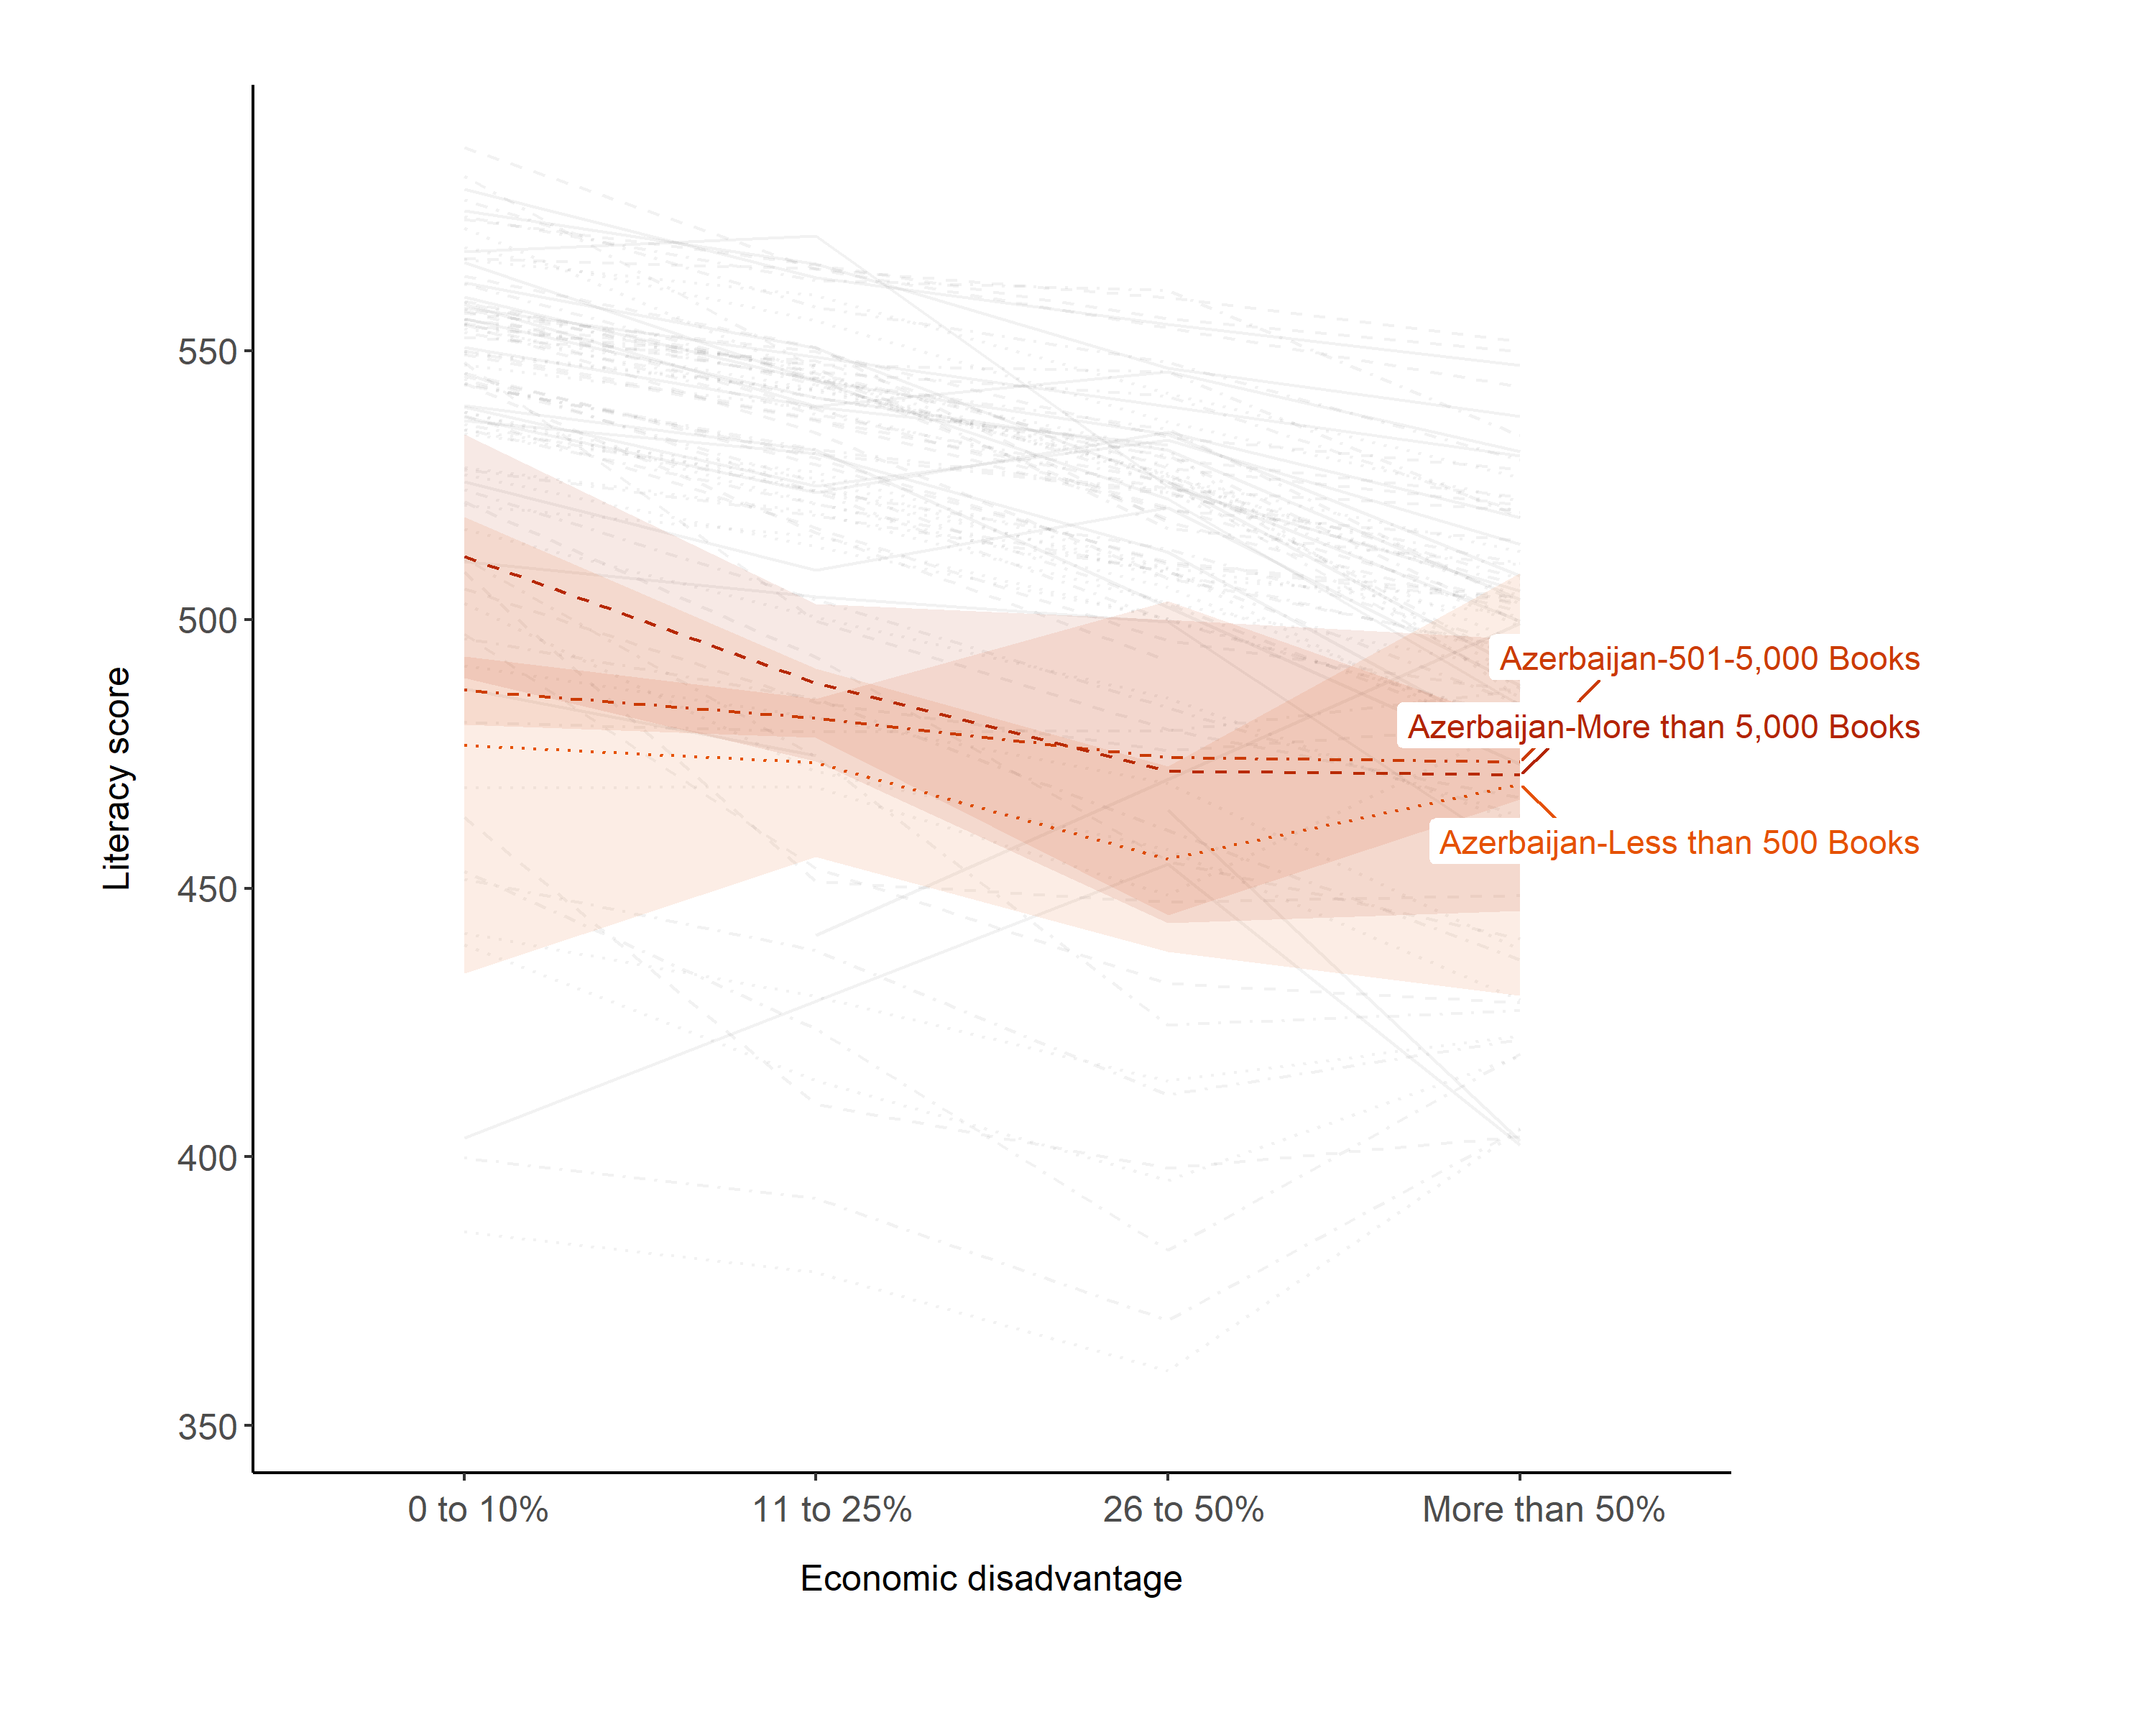 550
500
450
400
350
Literacy score
Azerbaijan-501-5,000 Books
Azerbaijan-More than 5,000 Books
Azerbaijan-Less than 500 Books
0 to 10%
11 to 25%
26 to 50%
More than 50%
Economic disadvantage